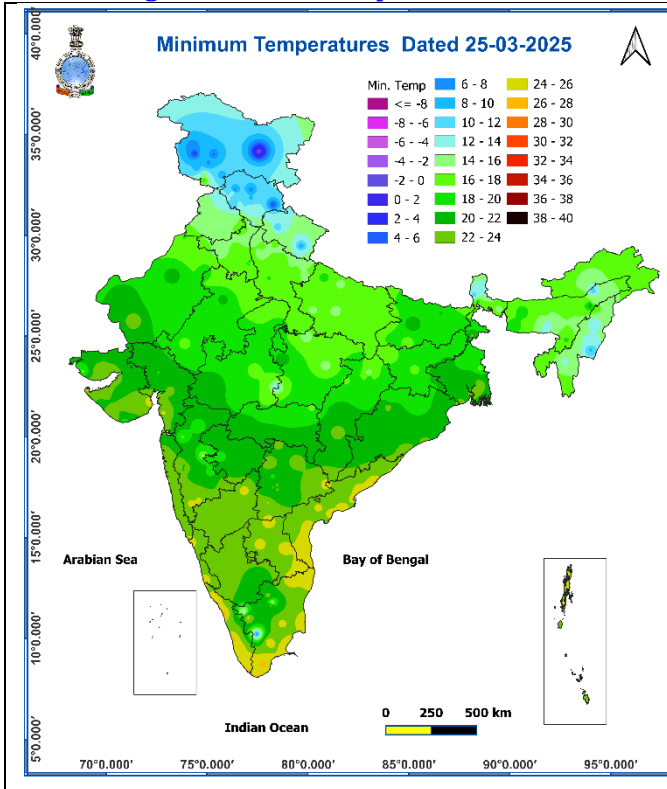 Minimum Temperatures Dated 25-03-2025
Min. Temp
<= -8
-8 - -6
-6 - -4
-4 - -2
-2 - 0
0 - 2
2 - 4
4 - 6
6 - 8
8 - 10
10 - 12
12 - 14
14 - 16
16 - 18
18 - 20
20 - 22
22 - 24
24 - 26
26 - 28
28 - 30
30 - 32
32 - 34
34 - 36
36 - 38
38 - 40
40°0.000'
35°0.000'
30°0.000'
25°0.000'
20°0.000'
15°0.000'
10°0.000'
5°0.000'
Arabian Sea
Bay of Bengal
Indian Ocean
0 250 500 km
70°0.000' 75°0.000' 80°0.000' 85°0.000' 90°0.000' 95°0.000'